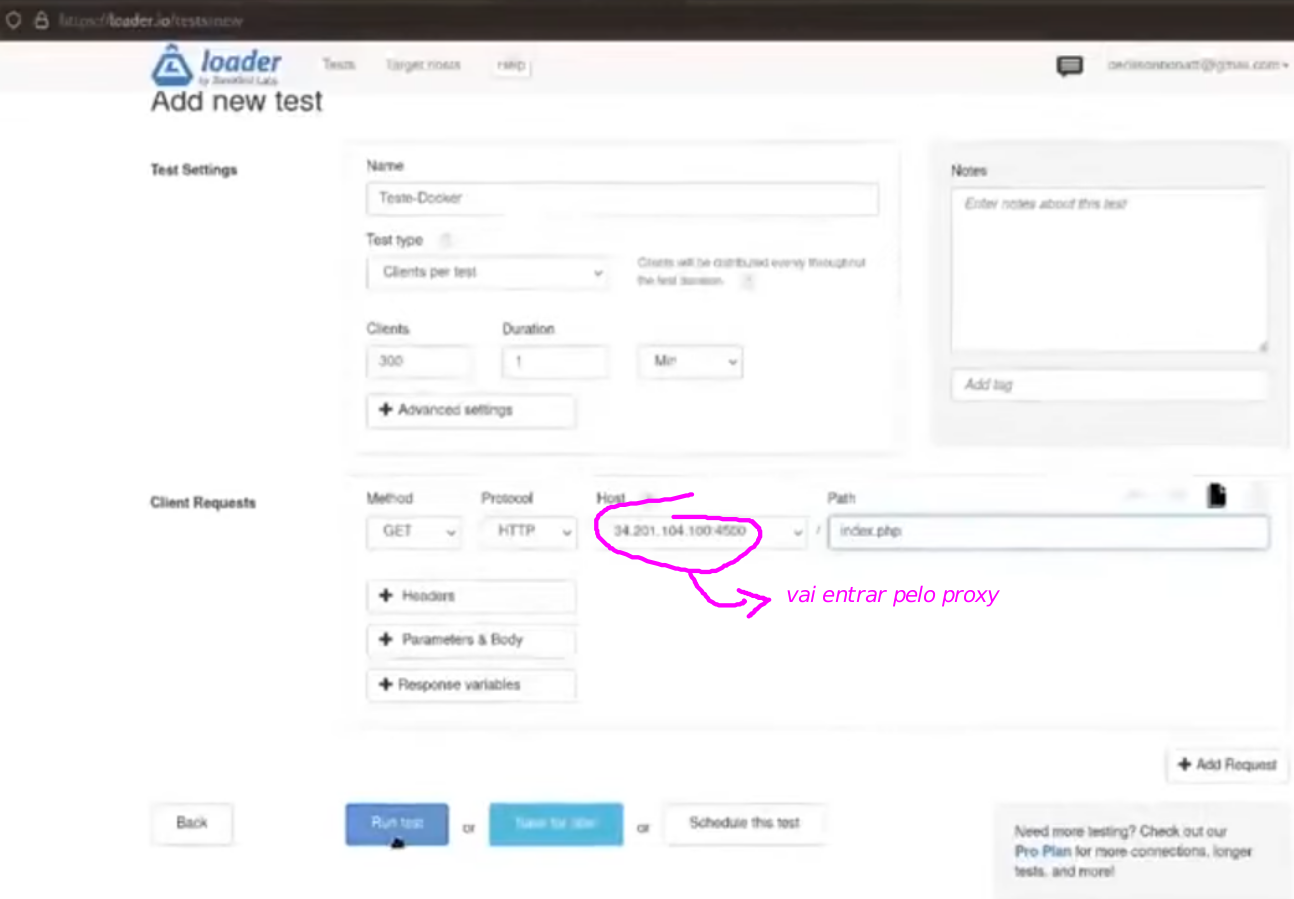 https://loader.io/tests/new
loader
by SendGrid Labs
Tests
Target Hosts
Help
Add new test
Test Settings
Name
Teste-Docker
Test type
Clients per test
Clients will be distributed evenly throughout
the test duration.
Clients
Duration
300
1
Min
Advanced settings
Notes
Enter notes about this test
Add tag
Client Requests
Method
Protocol
Host
Path
GET
HTTP
34.201.104.100:4500
/
index.php
vai entrar pelo proxy
Headers
Parameters & Body
Response variables
Add Request
Back
Run test
or
Save for later
or
Schedule this test
Need more testing? Check out our
Pro Plan for more connections, longer
tests, and more!